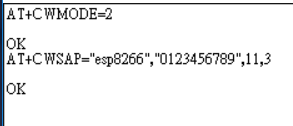 AT+CWMODE=2
OK
AT+CWSAP="esp8266","0123456789",11,3
OK